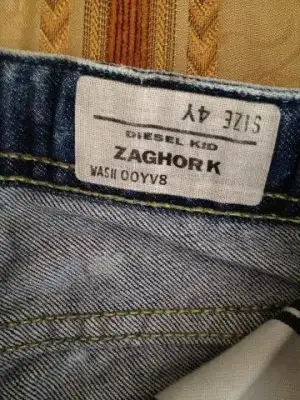 SIZE 4Y
DIESEL KID
ZAGHOR K
WASH 00YV8